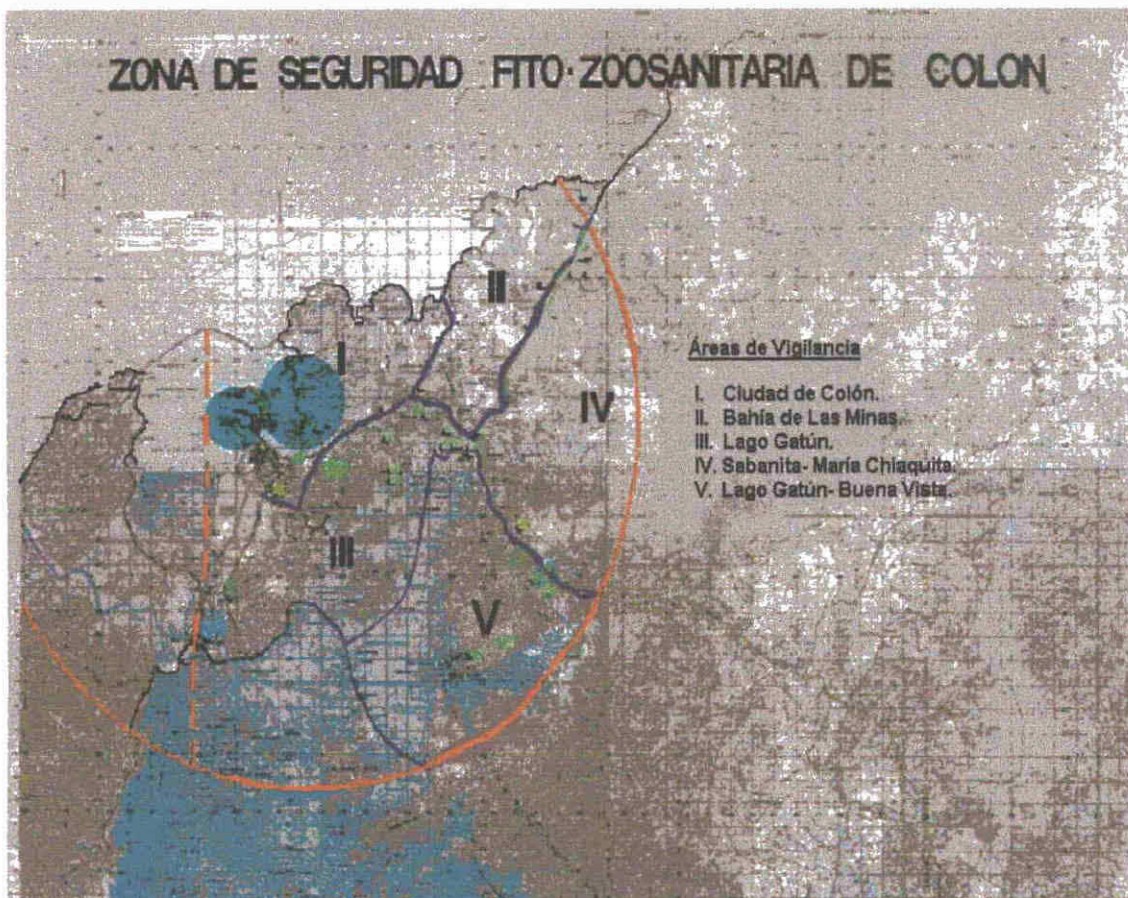 ZONA DE SEGURIDAD FITO·ZOOSANITARIA DE COLON
II
I
Áreas de Vigilancia
I. Ciudad de Colón.
IV
II. Bahía de Las Minas.
III. Lago Gatún.
IV. Sabanita- María Chiaquita.
V. Lago Gatún- Buena Vista.
III
V